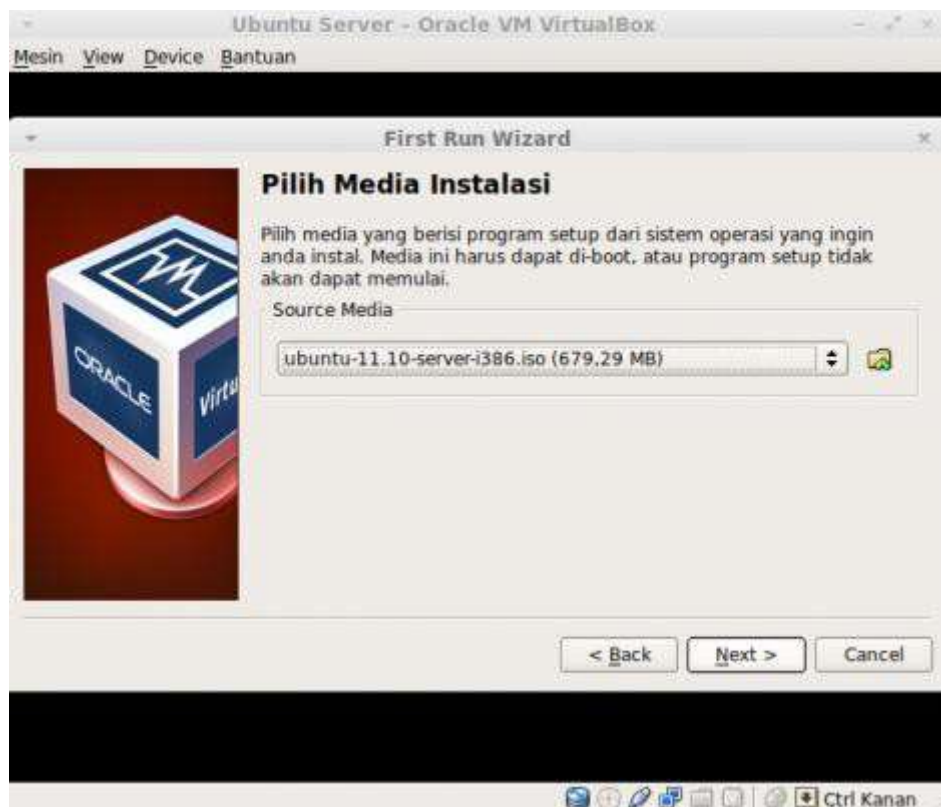 Ubuntu Server - Oracle VM VirtualBox
Mesin View Device Bantuan
First Run Wizard
Pilih Media Instalasi
Pilih media yang berisi program setup dari sistem operasi yang ingin
anda instal. Media ini harus dapat di-boot, atau program setup tidak
akan dapat memulai.
Source Media
ubuntu-11.10-server-i386.iso (679,29 MB)
ORACLE
Virtu
< Back Next > Cancel
Ctrl Kanan